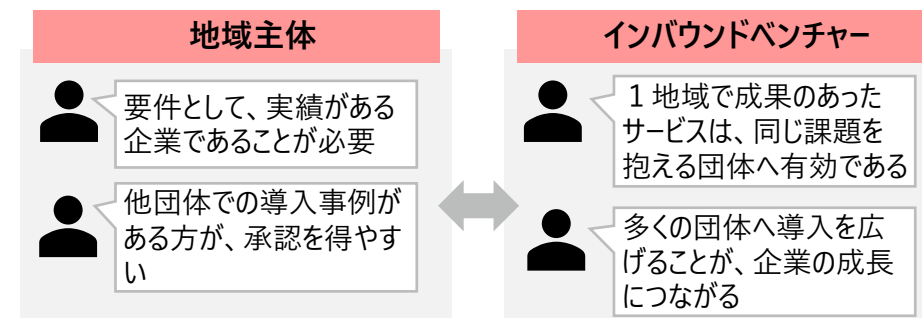 地域主体
要件として、実績がある
企業であることが必要
他団体での導入事例が
ある方が、承認を得やす
い
インバウンドベンチャー
１地域で成果のあった
サービスは、同じ課題を
抱える団体へ有効である
多くの団体へ導入を広
げることが、企業の成長
につながる